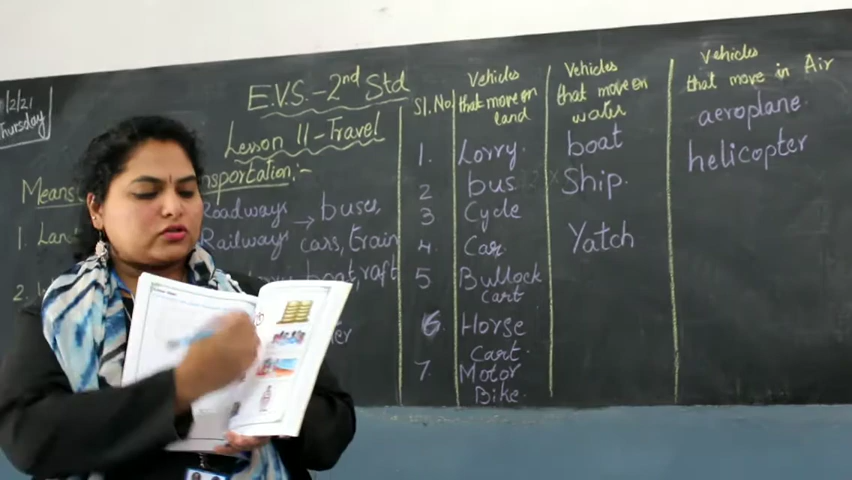 /2/21
Thursday
E.V.S.-2nd Std
Lesson 11-Travel
Means
sportation:-
Roadways → buses,
1. Lan
Railway cars, train
2.
boat, raft
Sl.No.
Vehicles
that move on
land
Vehicles
that move on
water
Vehicles
that move in Air
1. Lorry. boat aeroplane
2 bus Ship. helicopter
3 Cycle
4 Car Yatch
5 Bullock
cart
6 Horse
Cart
7. Motor
Bike